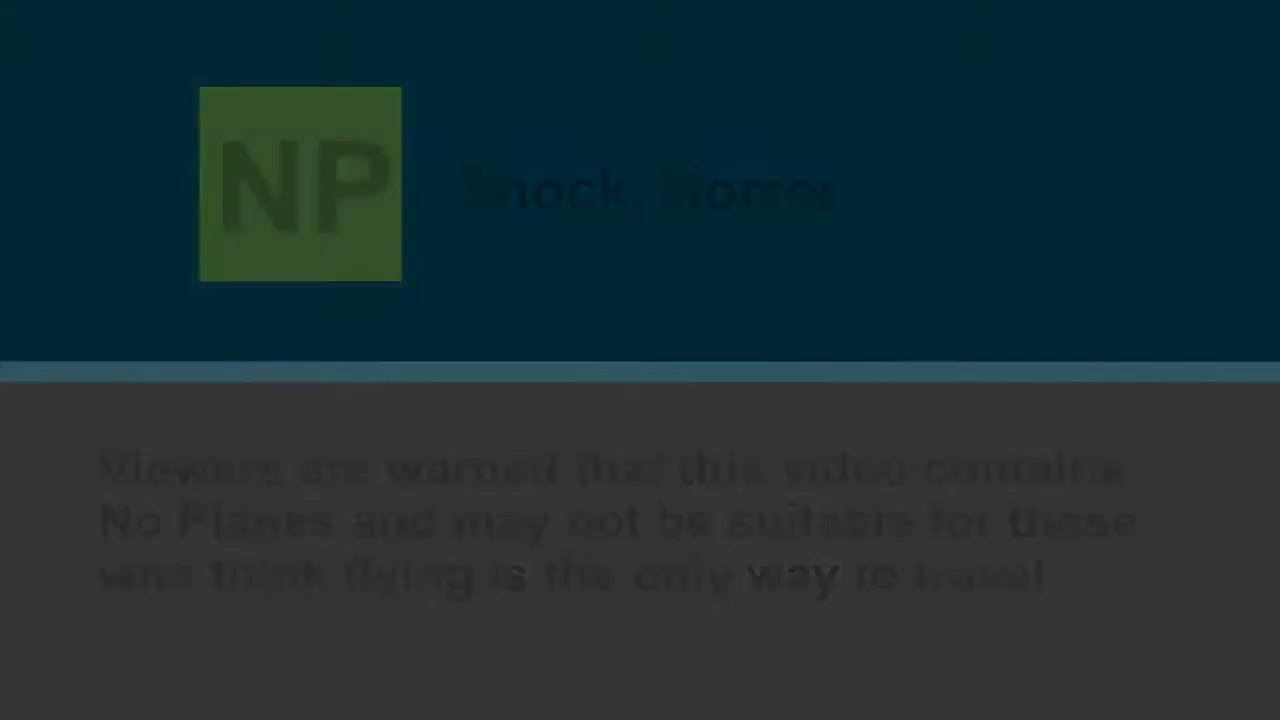 NP
Shock, Horror
Viewers are warned that this video contains
No Planes and may not be suitable for those
who think flying is the only way to travel